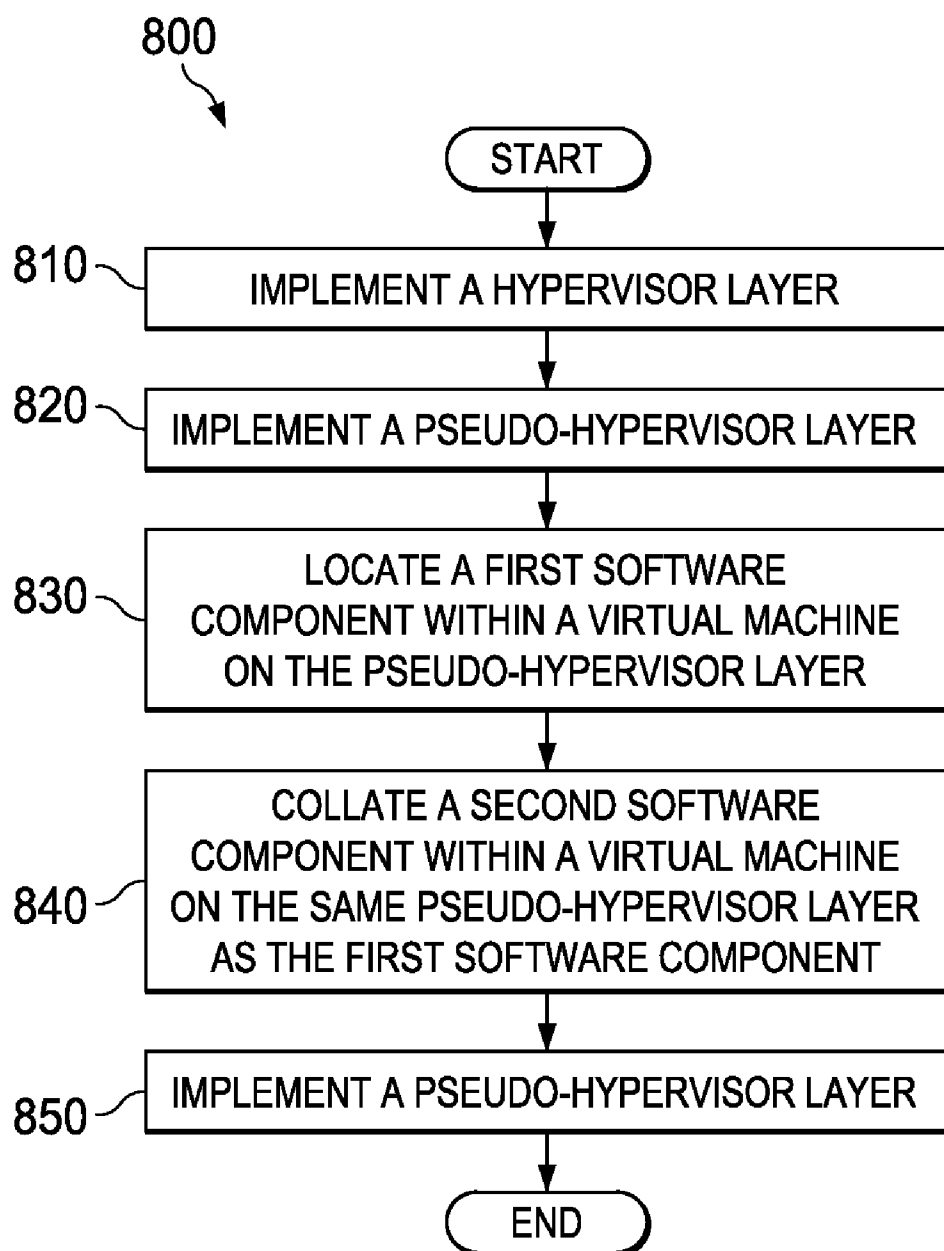 800
START
810
IMPLEMENT A HYPERVISOR LAYER
820
IMPLEMENT A PSEUDO-HYPERVISOR LAYER
830
LOCATE A FIRST SOFTWARE
COMPONENT WITHIN A VIRTUAL MACHINE
ON THE PSEUDO-HYPERVISOR LAYER
840
COLLATE A SECOND SOFTWARE
COMPONENT WITHIN A VIRTUAL MACHINE
ON THE SAME PSEUDO-HYPERVISOR LAYER
AS THE FIRST SOFTWARE COMPONENT
850
IMPLEMENT A PSEUDO-HYPERVISOR LAYER
END